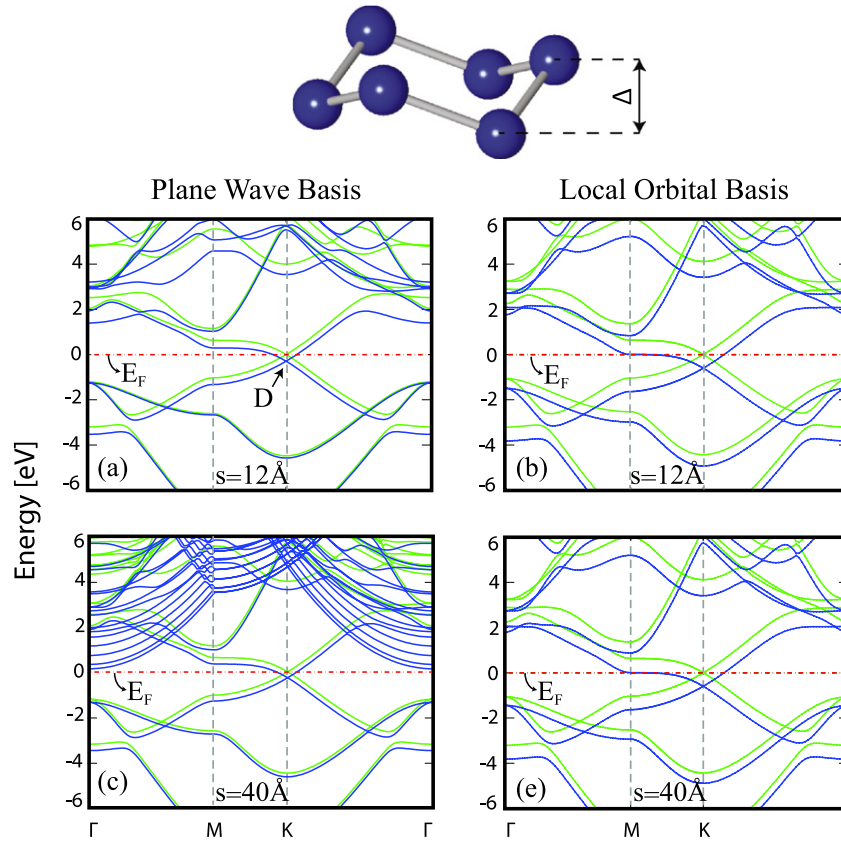 Δ
Plane Wave Basis
Local Orbital Basis
Energy [eV]
6
4
2
0
-2
-4
-6
E_F
D
(a)
s=12Å
6
4
2
0
-2
-4
-6
E_F
(b)
s=12Å
6
4
2
0
-2
-4
-6
E_F
(c)
s=40Å
Γ M K Γ
6
4
2
0
-2
-4
-6
E_F
(e)
s=40Å
Γ M K Γ